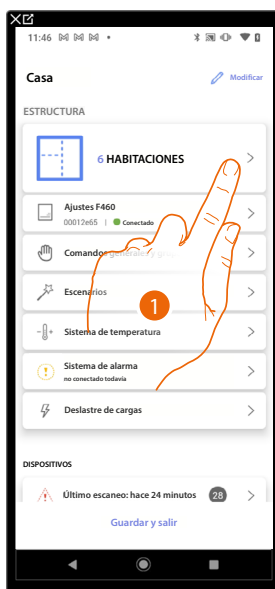 11:46
Casa
Modificar
ESTRUCTURA
6 HABITACIONES
Ajustes F460
00012e65 | Conectado
Comandos generales y
Escenarios
1
Sistema de temperatura
Sistema de alarma
no conectado todavía
Deslastre de cargas
DISPOSITIVOS
Último escaneo: hace 24 minutos 28
Guardar y salir